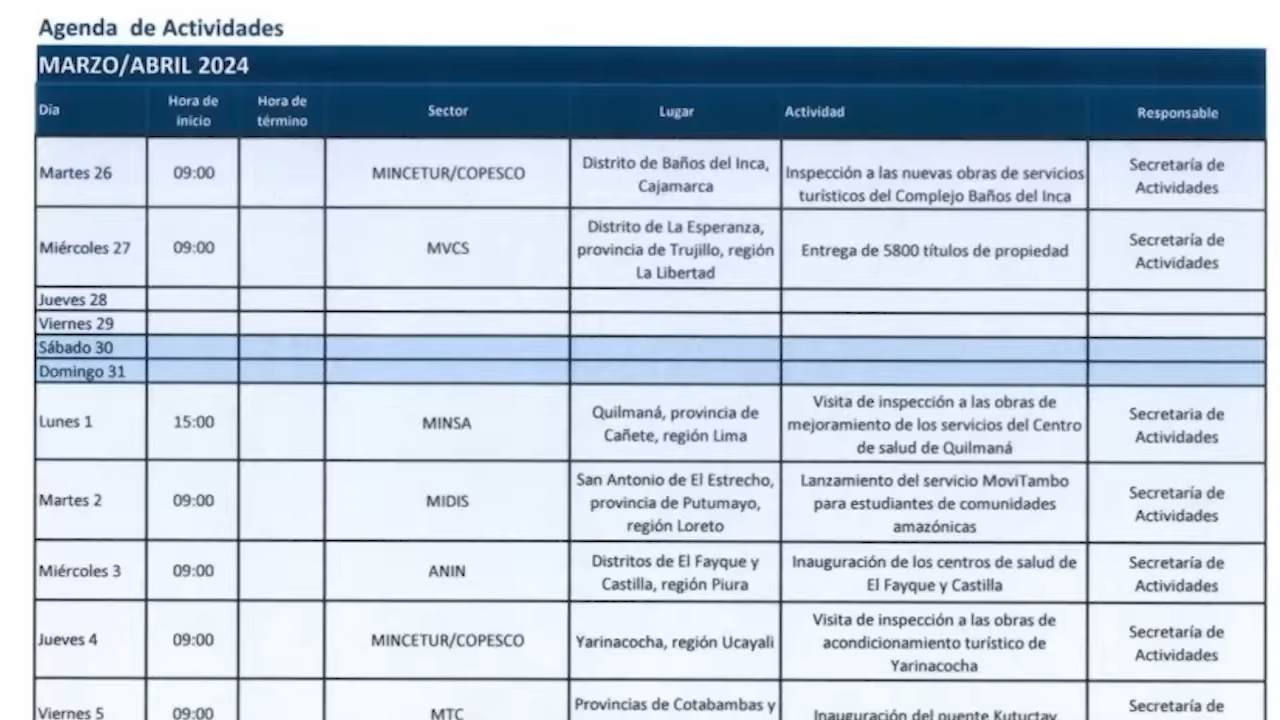 Agenda de Actividades
MARZO/ABRIL 2024
Día
Hora de
inicio
Hora de
término
Sector
Lugar
Actividad
Responsable
Martes 26
09:00
MINCETUR/COPESCO
Distrito de Baños del Inca,
Cajamarca
Inspección a las nuevas obras de servicios
turísticos del Complejo Baños del Inca
Secretaría de
Actividades
Miércoles 27
09:00
MVCS
Distrito de La Esperanza,
provincia de Trujillo, región
La Libertad
Entrega de 5800 títulos de propiedad
Secretaría de
Actividades
Jueves 28
Viernes 29
Sábado 30
Domingo 31
Lunes 1
15:00
MINSA
Quilmaná, provincia de
Cañete, región Lima
Visita de inspección a las obras de
mejoramiento de los servicios del Centro
de salud de Quilmaná
Secretaria de
Actividades
Martes 2
09:00
MIDIS
San Antonio de El Estrecho,
provincia de Putumayo,
región Loreto
Lanzamiento del servicio MoviTambo
para estudiantes de comunidades
amazónicas
Secretaría de
Actividades
Miércoles 3
09:00
ANIN
Distritos de El Fayque y
Castilla, región Piura
Inauguración de los centros de salud de
El Fayque y Castilla
Secretaría de
Actividades
Jueves 4
09:00
MINCETUR/COPESCO
Yarinacocha, región Ucayali
Visita de inspección a las obras de
acondicionamiento turístico de
Yarinacocha
Secretaría de
Actividades
Viernes 5
09:00
MTC
Provincias de Cotabambas y
Inauguración del puente Kutuctay
Secretaría de